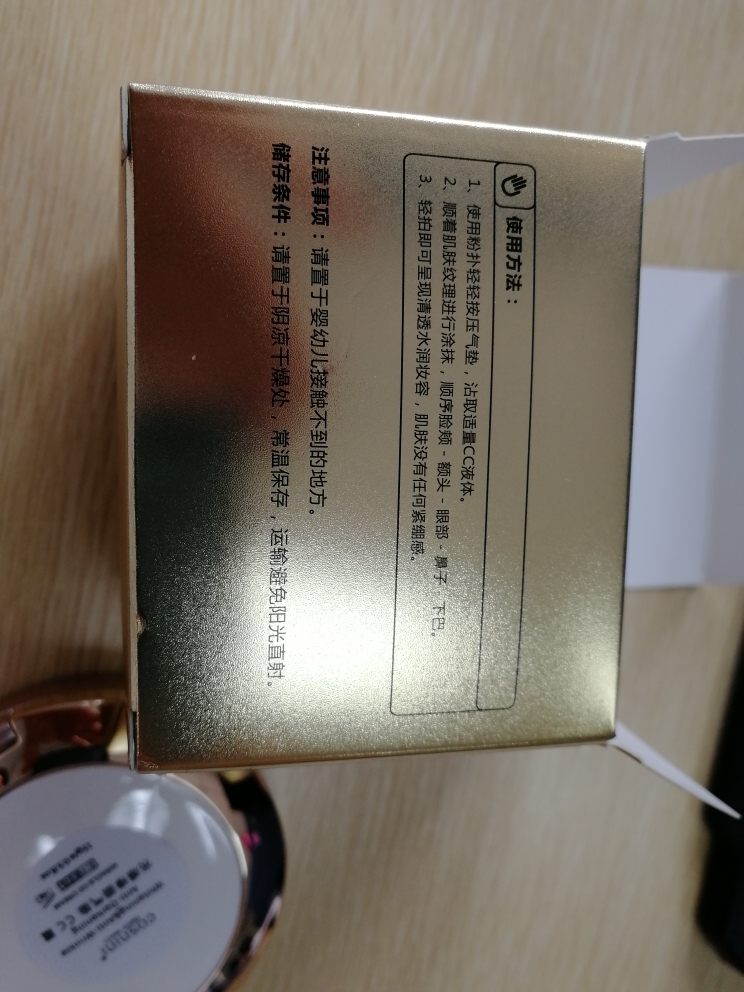 使用方法：
1、使用粉扑轻轻按压气垫，沾取适量CC液体。
2、顺着肌肤纹理进行涂抹，顺序脸颊-额头-眼部-鼻子-下巴。
3、轻拍即可呈现清透水润妆容，肌肤没有任何紧绷感。
注意事项：请置于婴幼儿接触不到的地方。
储存条件：请置于阴凉干燥处，常温保存，运输避免阳光直射。